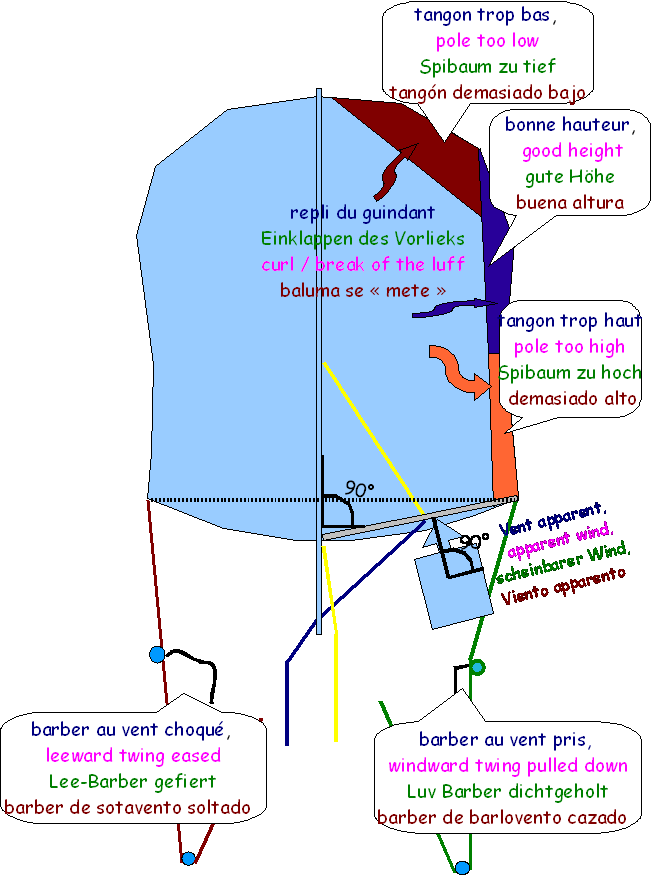 tangon trop bas,
pole too low
Spibaum zu tief
tangón demasiado bajo
bonne hauteur,
good height
gute Höhe
buena altura
repli du guindant
Einklappen des Vorlieks
curl / break of the luff
baluma se « mete »
tangon trop haut
pole too high
Spibaum zu hoch
demasiado alto
90°
90°
Vent apparent,
apparent wind,
scheinbarer Wind,
Viento apparento
barber au vent choqué,
leeward twing eased
Lee-Barber gefiert
barber de sotavento soltado
barber au vent pris,
windward twing pulled down
Luv Barber dichtgeholt
barber de barlovento cazado